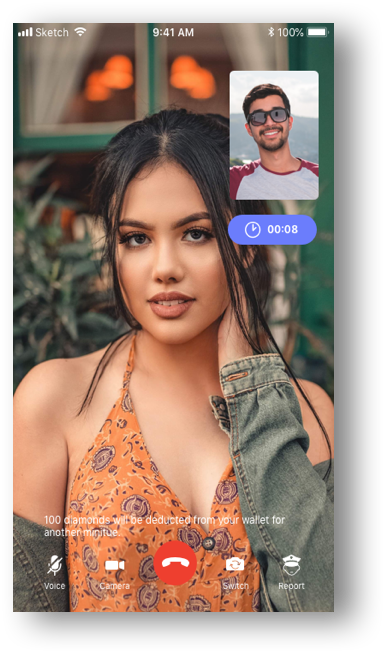 Sketch 9:41 AM 100%
00:08
100 diamonds will be deducted from your wallet for
another minitue.
Voice Camera Switch Report